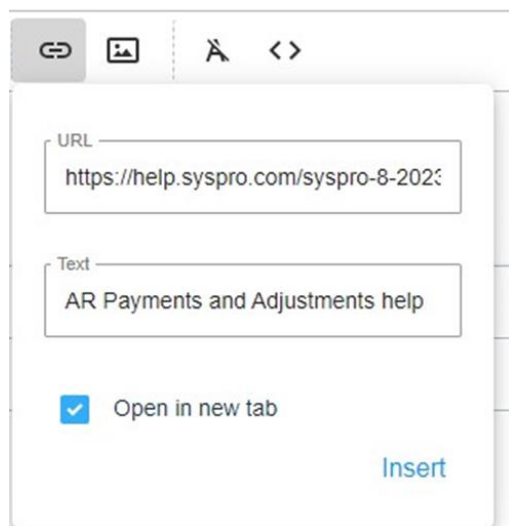 URL
https://help.syspro.com/syspro-8-2023
Text
AR Payments and Adjustments help
Open in new tab
Insert